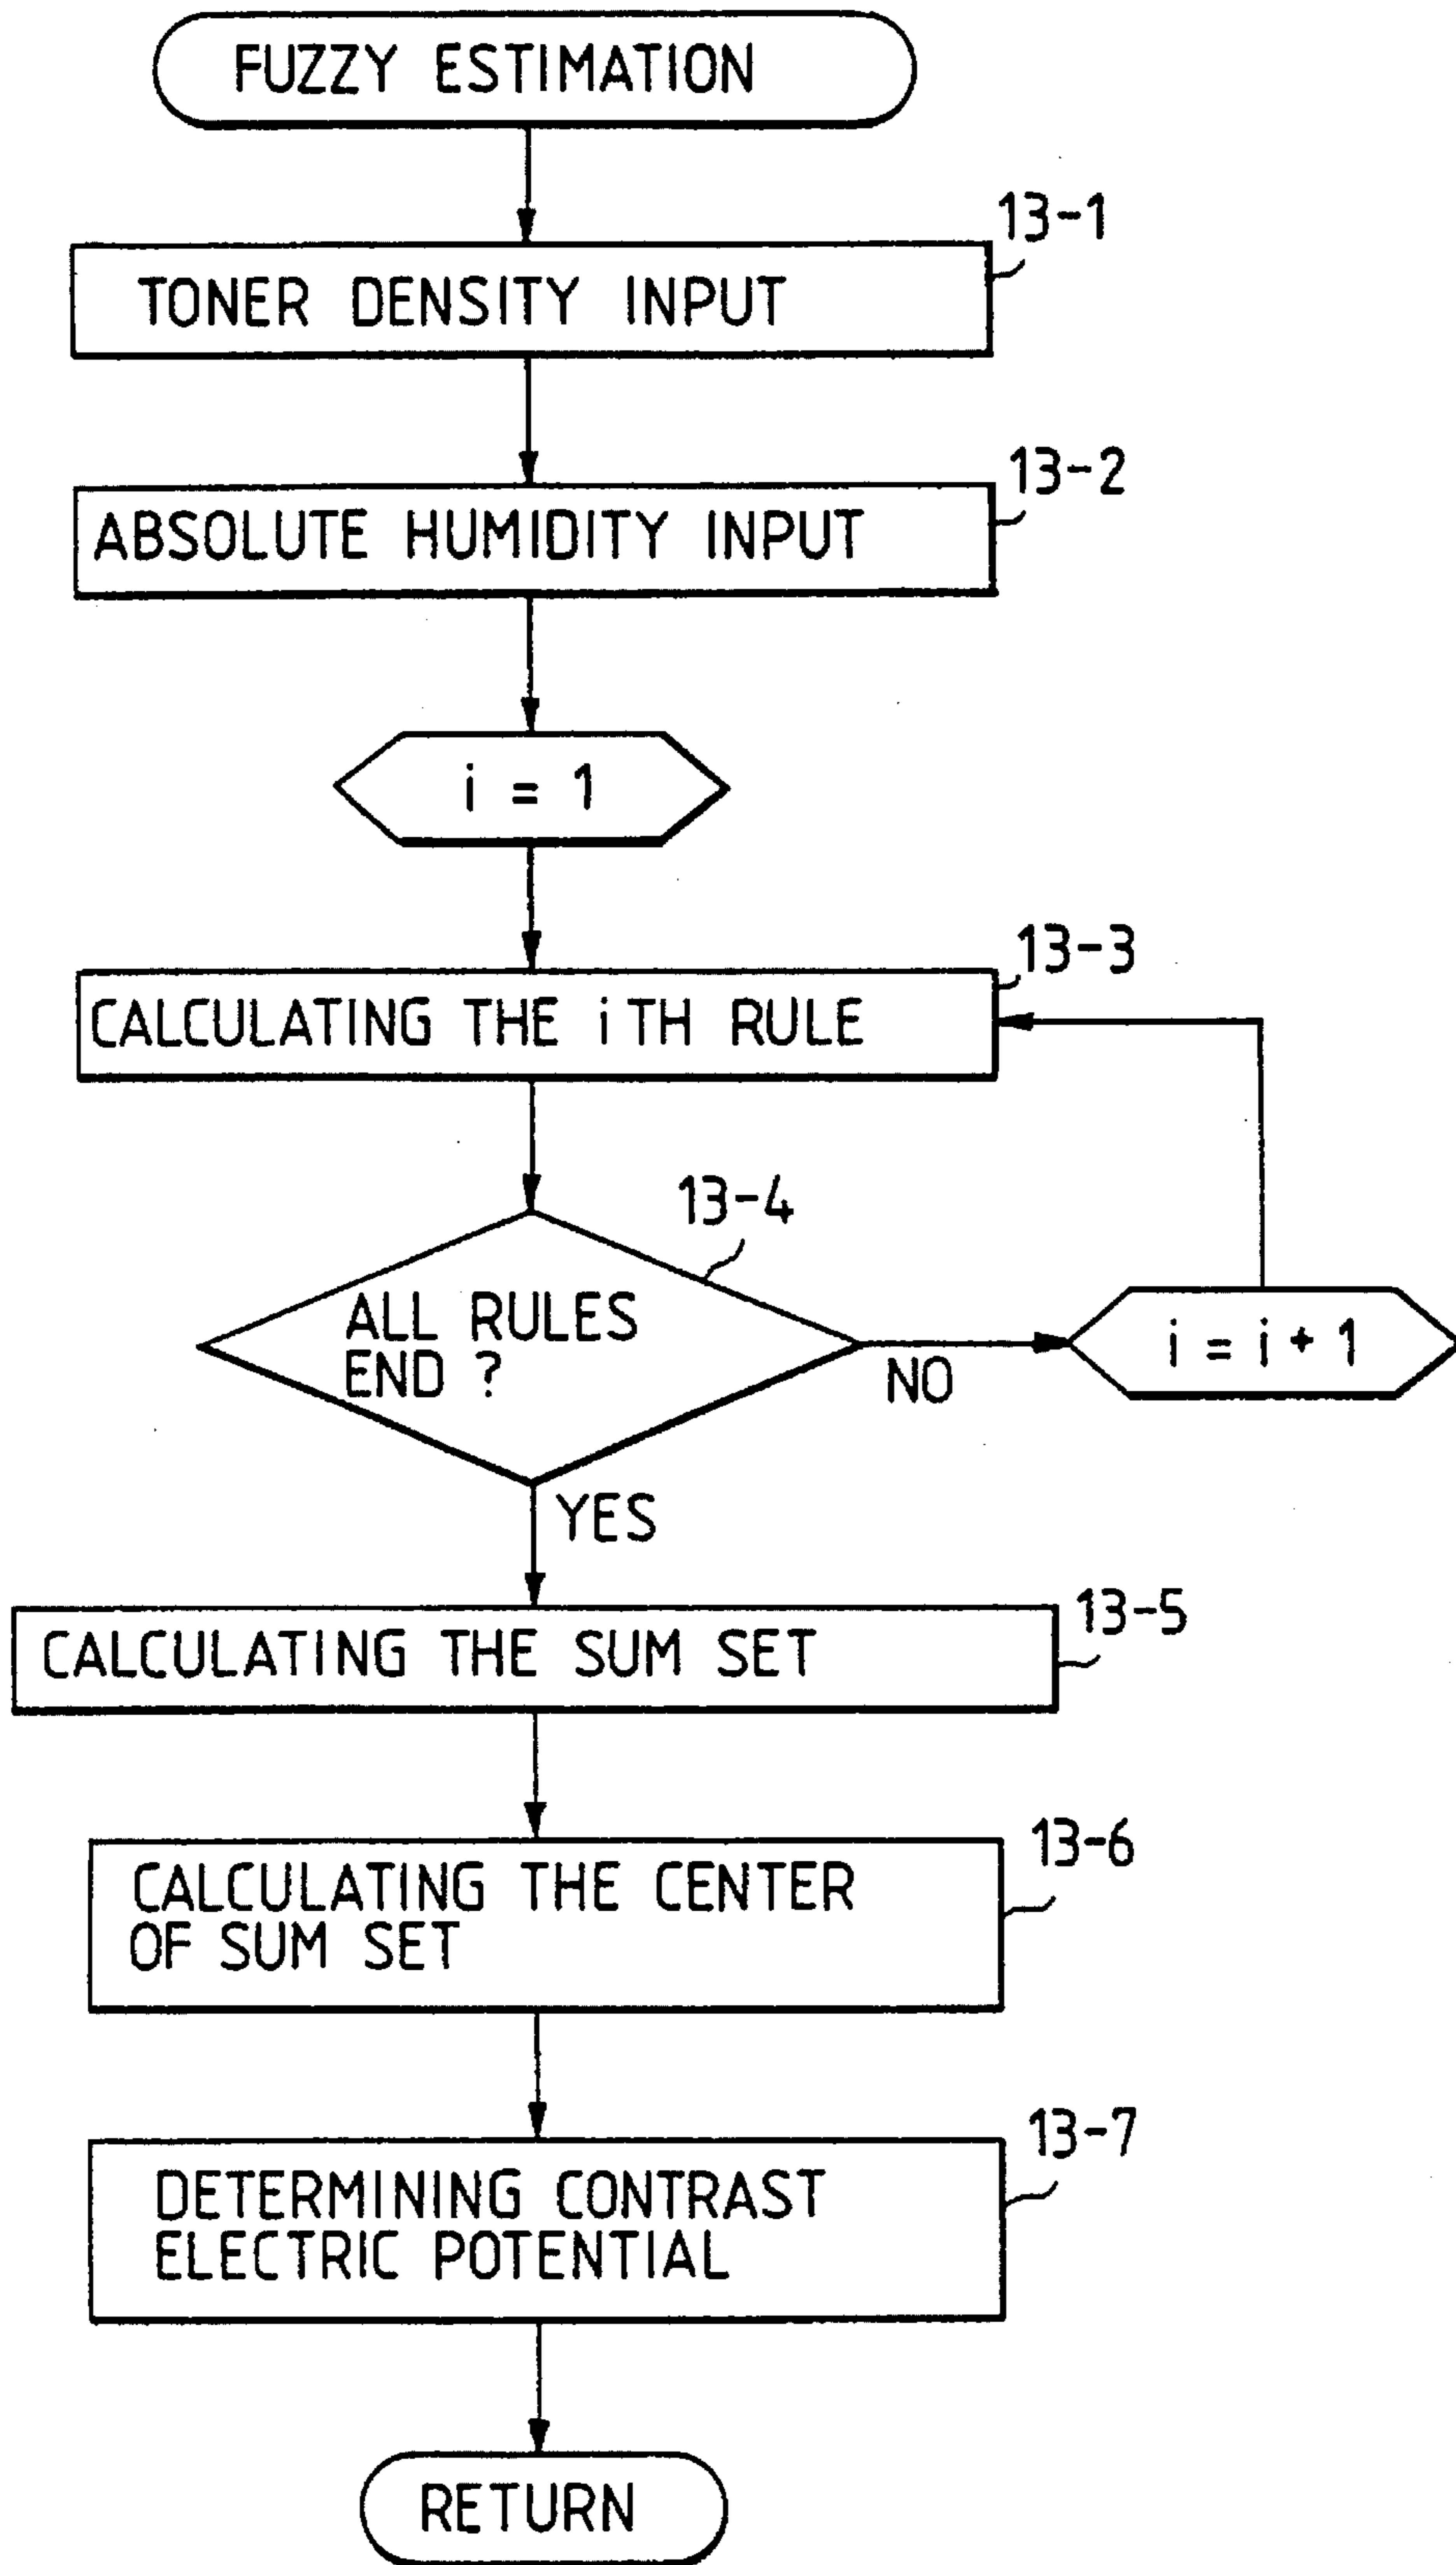 FUZZY ESTIMATION
13-1
TONER DENSITY INPUT
13-2
ABSOLUTE HUMIDITY INPUT
i = 1
13-3
CALCULATING THE i TH RULE
13-4
ALL RULES
END ?
NO
i = i + 1
YES
13-5
CALCULATING THE SUM SET
13-6
CALCULATING THE CENTER
OF SUM SET
13-7
DETERMINING CONTRAST
ELECTRIC POTENTIAL
RETURN